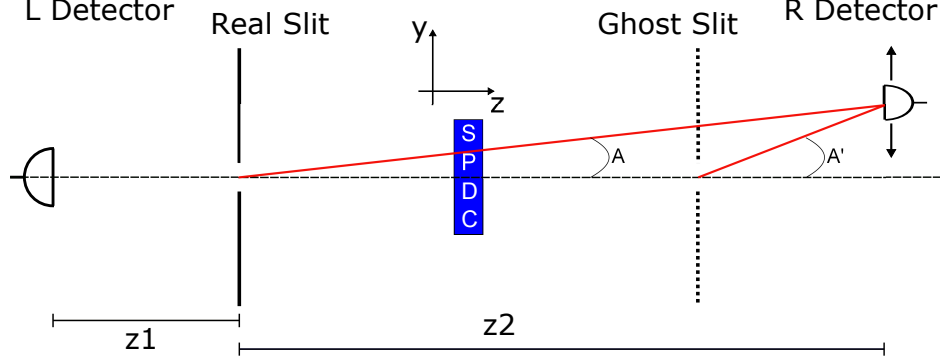 L Detector
Real Slit
Ghost Slit
R Detector
y
z
S
P
D
C
A
A'
z1
z2